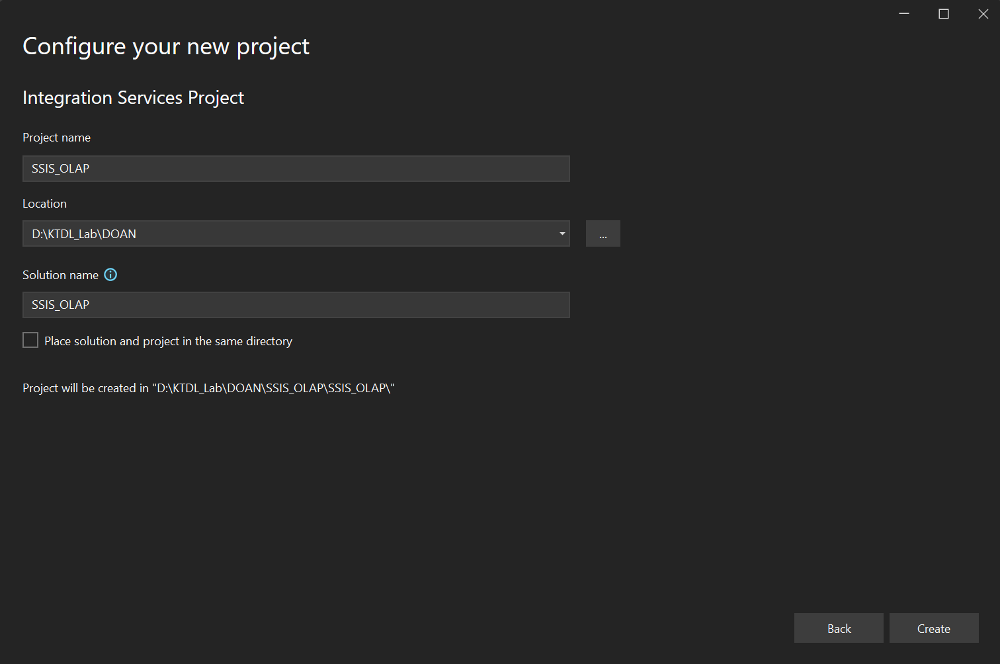 Configure your new project
Integration Services Project
Project name
SSIS_OLAP
Location
D:\KTDL_Lab\DOAN
...
Solution name
SSIS_OLAP
Place solution and project in the same directory
Project will be created in "D:\KTDL_Lab\DOAN\SSIS_OLAP\SSIS_OLAP\"
Back
Create